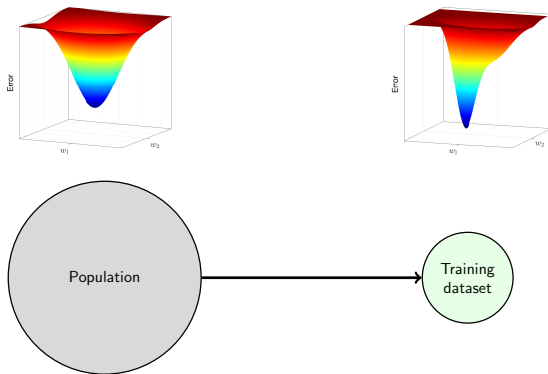 Error
w₁
w₂
Error
w₁
w₂
Population
Training
dataset